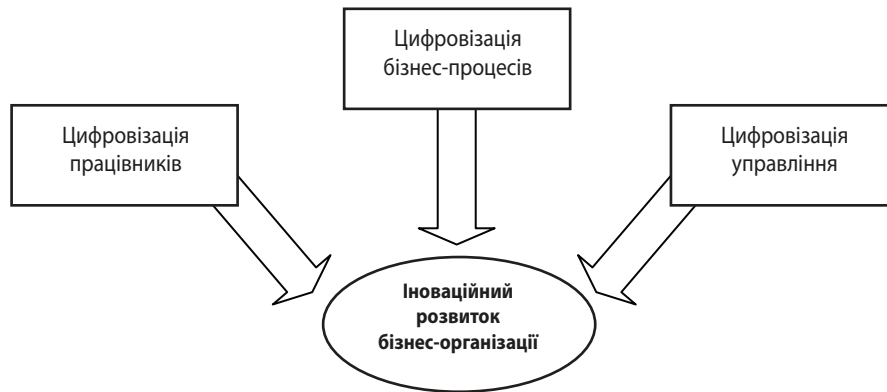 Цифровізація
бізнес-процесів
Цифровізація
працівників
Цифровізація
управління
Іноваційний
розвиток
бізнес-організації